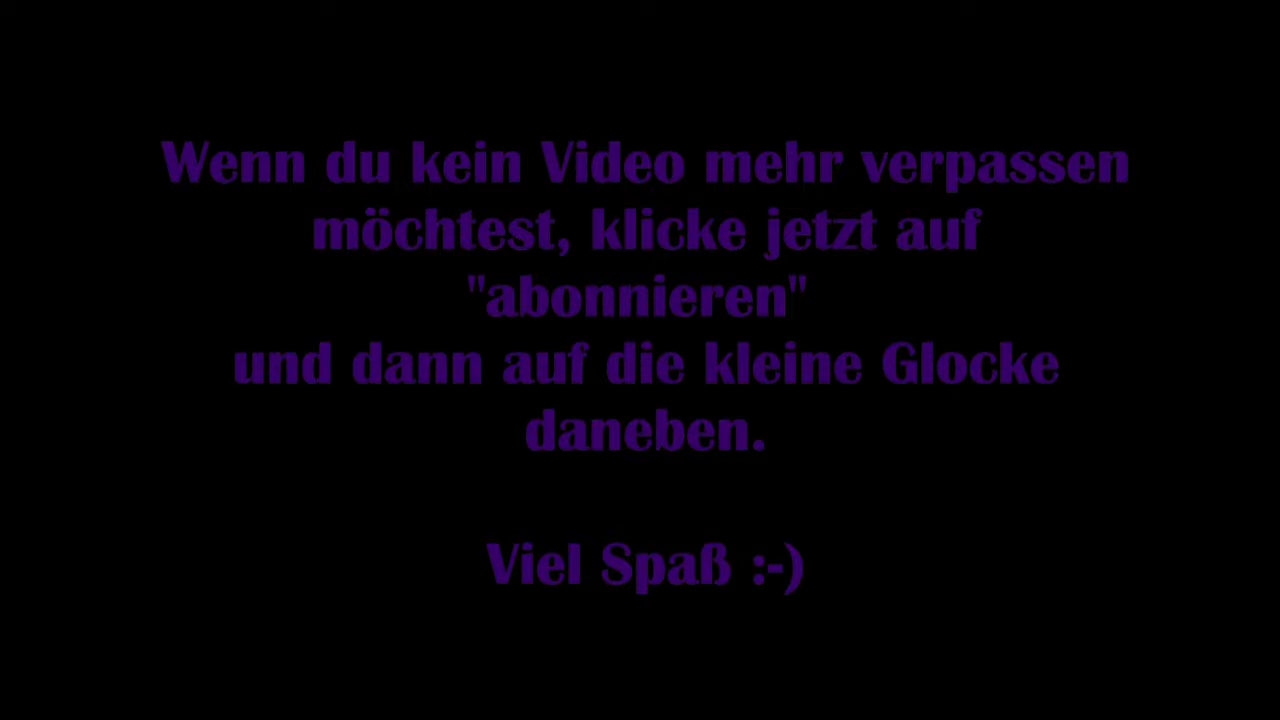 Wenn du kein Video mehr verpassen
möchtest, klicke jetzt auf
"abonnieren"
und dann auf die kleine Glocke
daneben.
Viel Spaß :-)